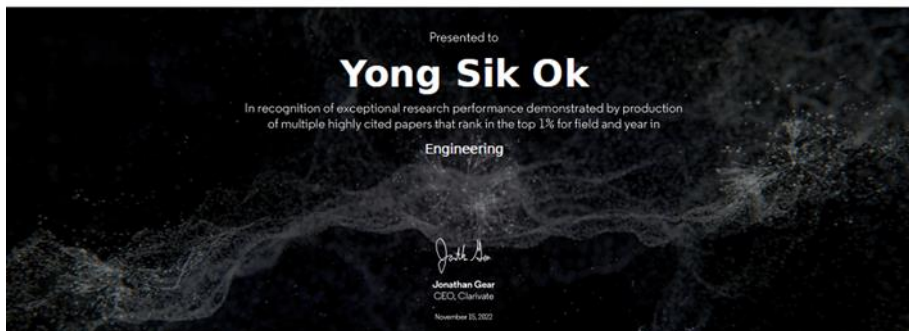 Presented to
Yong Sik Ok
In recognition of exceptional research performance demonstrated by production
of multiple highly cited papers that rank in the top 1% for field and year in
Engineering
Jonathan Gear
CEO, Clarivate
November 15, 2022